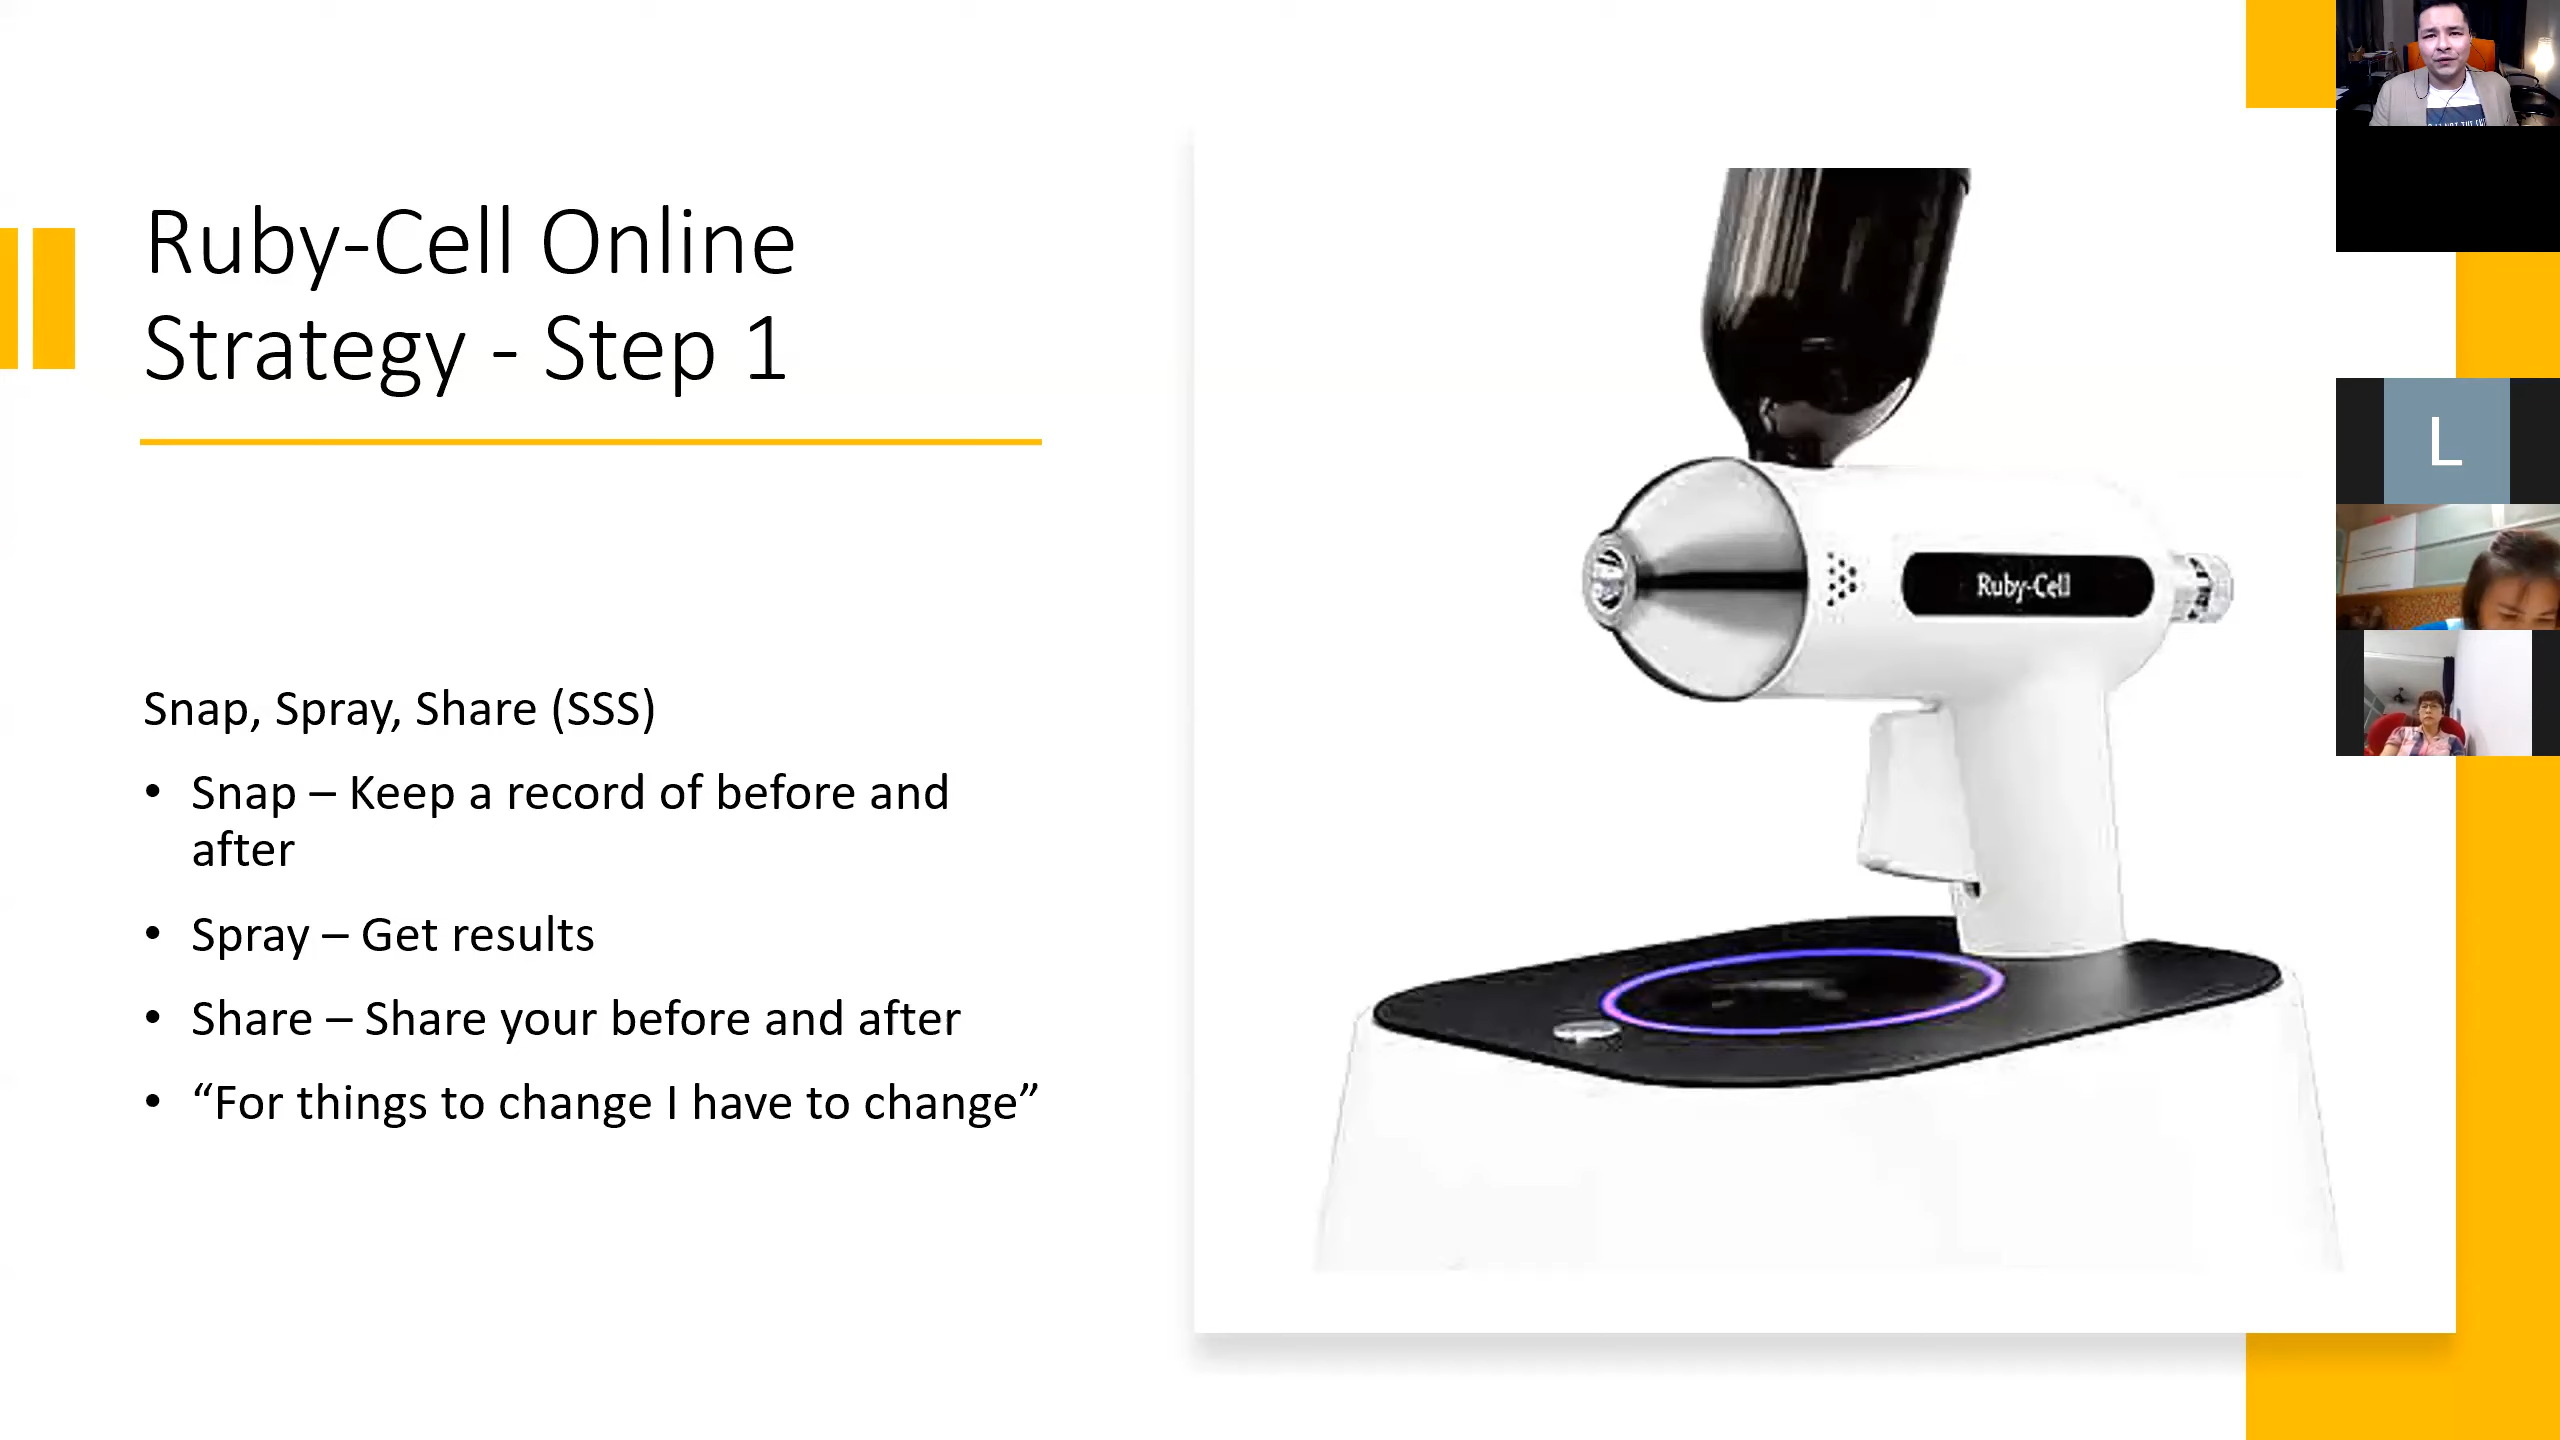 Ruby-Cell Online
Strategy - Step 1
Snap, Spray, Share (SSS)
• Snap – Keep a record of before and
after
• Spray – Get results
• Share – Share your before and after
• “For things to change I have to change”
Ruby-Cell
L